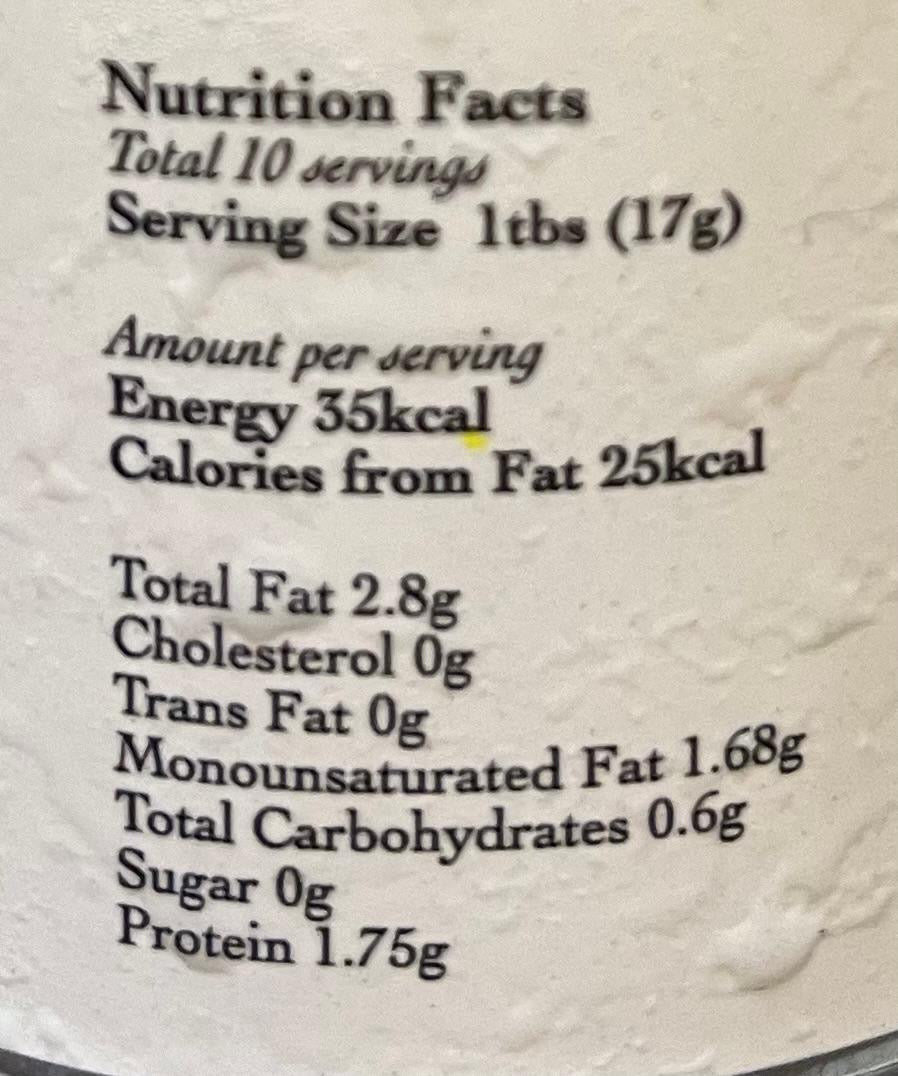 Nutrition Facts
Total 10 servings
Serving Size 1tbs (17g)
Amount per serving
Energy 35kcal
Calories from Fat 25kcal
Total Fat 2.8g
Cholesterol 0g
Trans Fat 0g
Monounsaturated Fat 1.68g
Total Carbohydrates 0.6g
Sugar 0g
Protein 1.75g